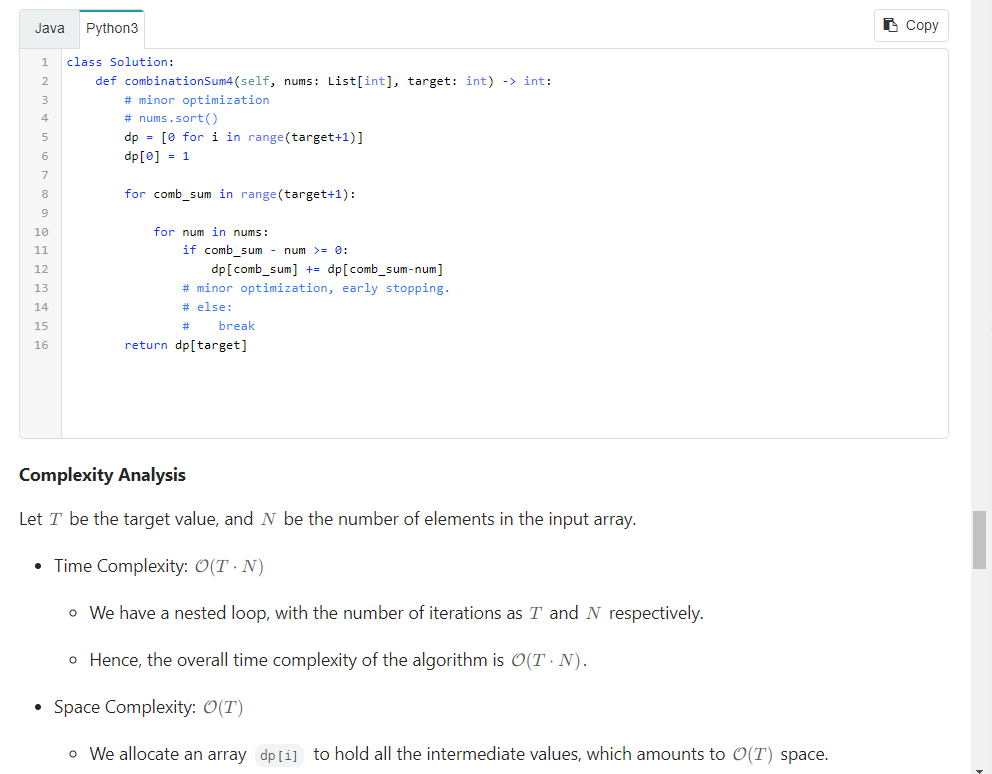 Java Python3 Copy
1 class Solution:
2     def combinationSum4(self, nums: List[int], target: int) -> int:
3         # minor optimization
4         # nums.sort()
5         dp = [0 for i in range(target+1)]
6         dp[0] = 1
7
8         for comb_sum in range(target+1):
9
10             for num in nums:
11                 if comb_sum - num >= 0:
12                     dp[comb_sum] += dp[comb_sum-num]
13                 # minor optimization, early stopping.
14                 # else:
15                 #    break
16         return dp[target]
Complexity Analysis
Let T be the target value, and N be the number of elements in the input array.
• Time Complexity: O(T · N)
◦ We have a nested loop, with the number of iterations as T and N respectively.
◦ Hence, the overall time complexity of the algorithm is O(T · N).
• Space Complexity: O(T)
◦ We allocate an array dp[i] to hold all the intermediate values, which amounts to O(T) space.